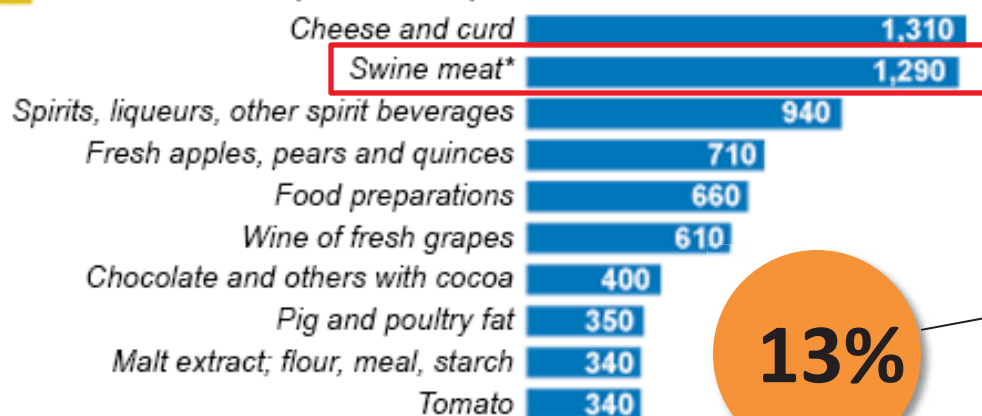 Cheese and curd 1,310
Swine meat* 1,290
Spirits, liqueurs, other spirit beverages 940
Fresh apples, pears and quinces 710
Food preparations 660
Wine of fresh grapes 610
Chocolate and others with cocoa 400
Pig and poultry fat 350
Malt extract; flour, meal, starch 340
13%
Tomato 340